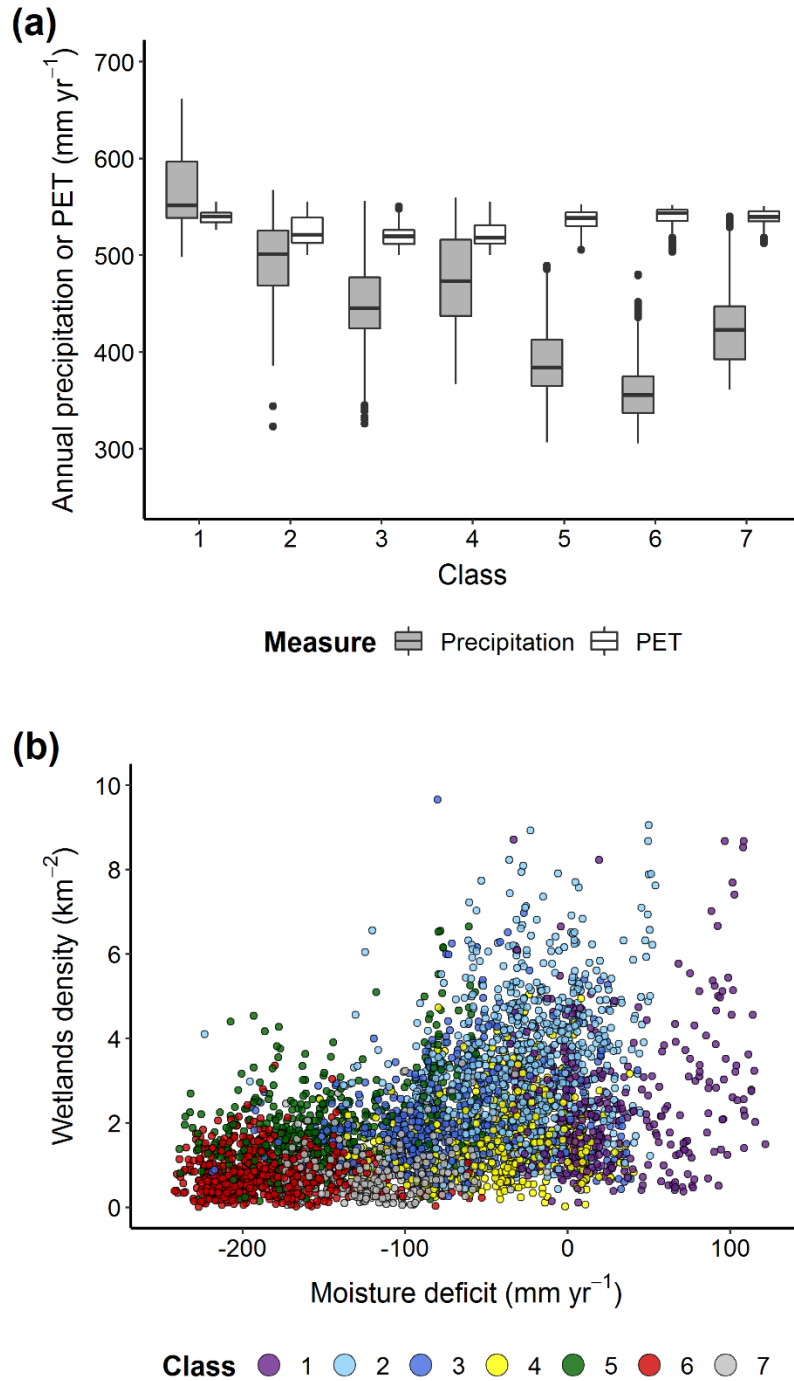 (a)
Annual precipitation or PET (mm yr−1)
700
600
500
400
300
1 2 3 4 5 6 7
Class
Measure Precipitation PET
(b)
Wetlands density (km−2)
10
8
6
4
2
0
-200 -100 0 100
Moisture deficit (mm yr−1)
Class 1 2 3 4 5 6 7